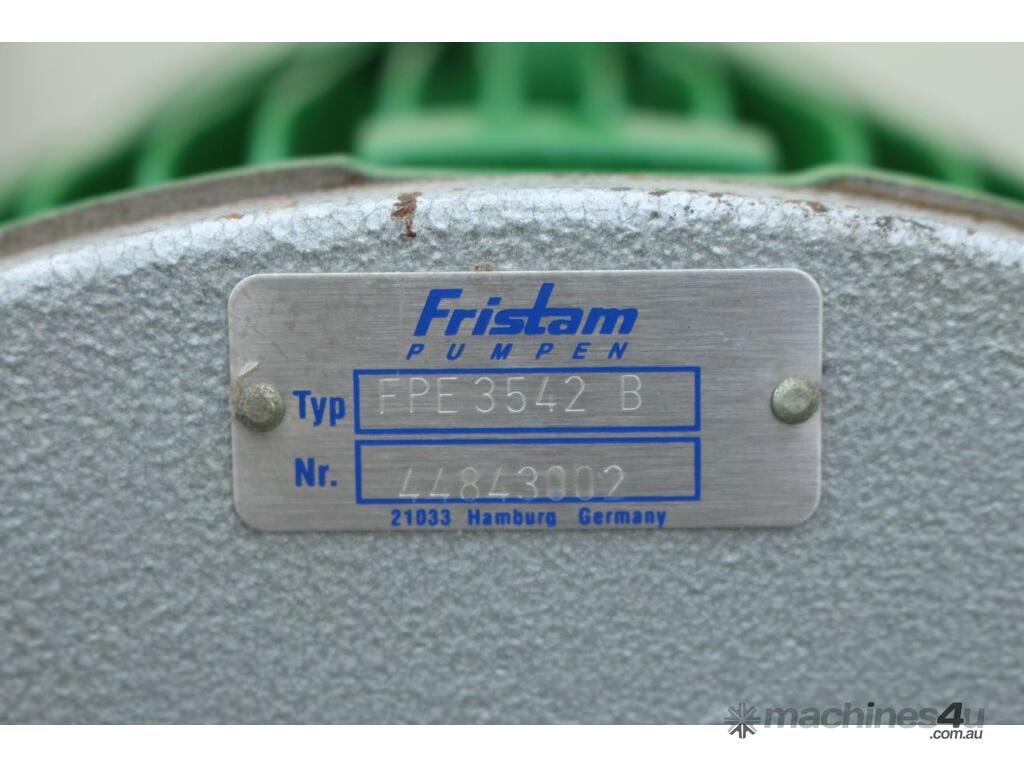 Fristam
PUMPEN
Typ FPE 3542 B
Nr. 44843002
21033 Hamburg Germany
machines4u
.com.au